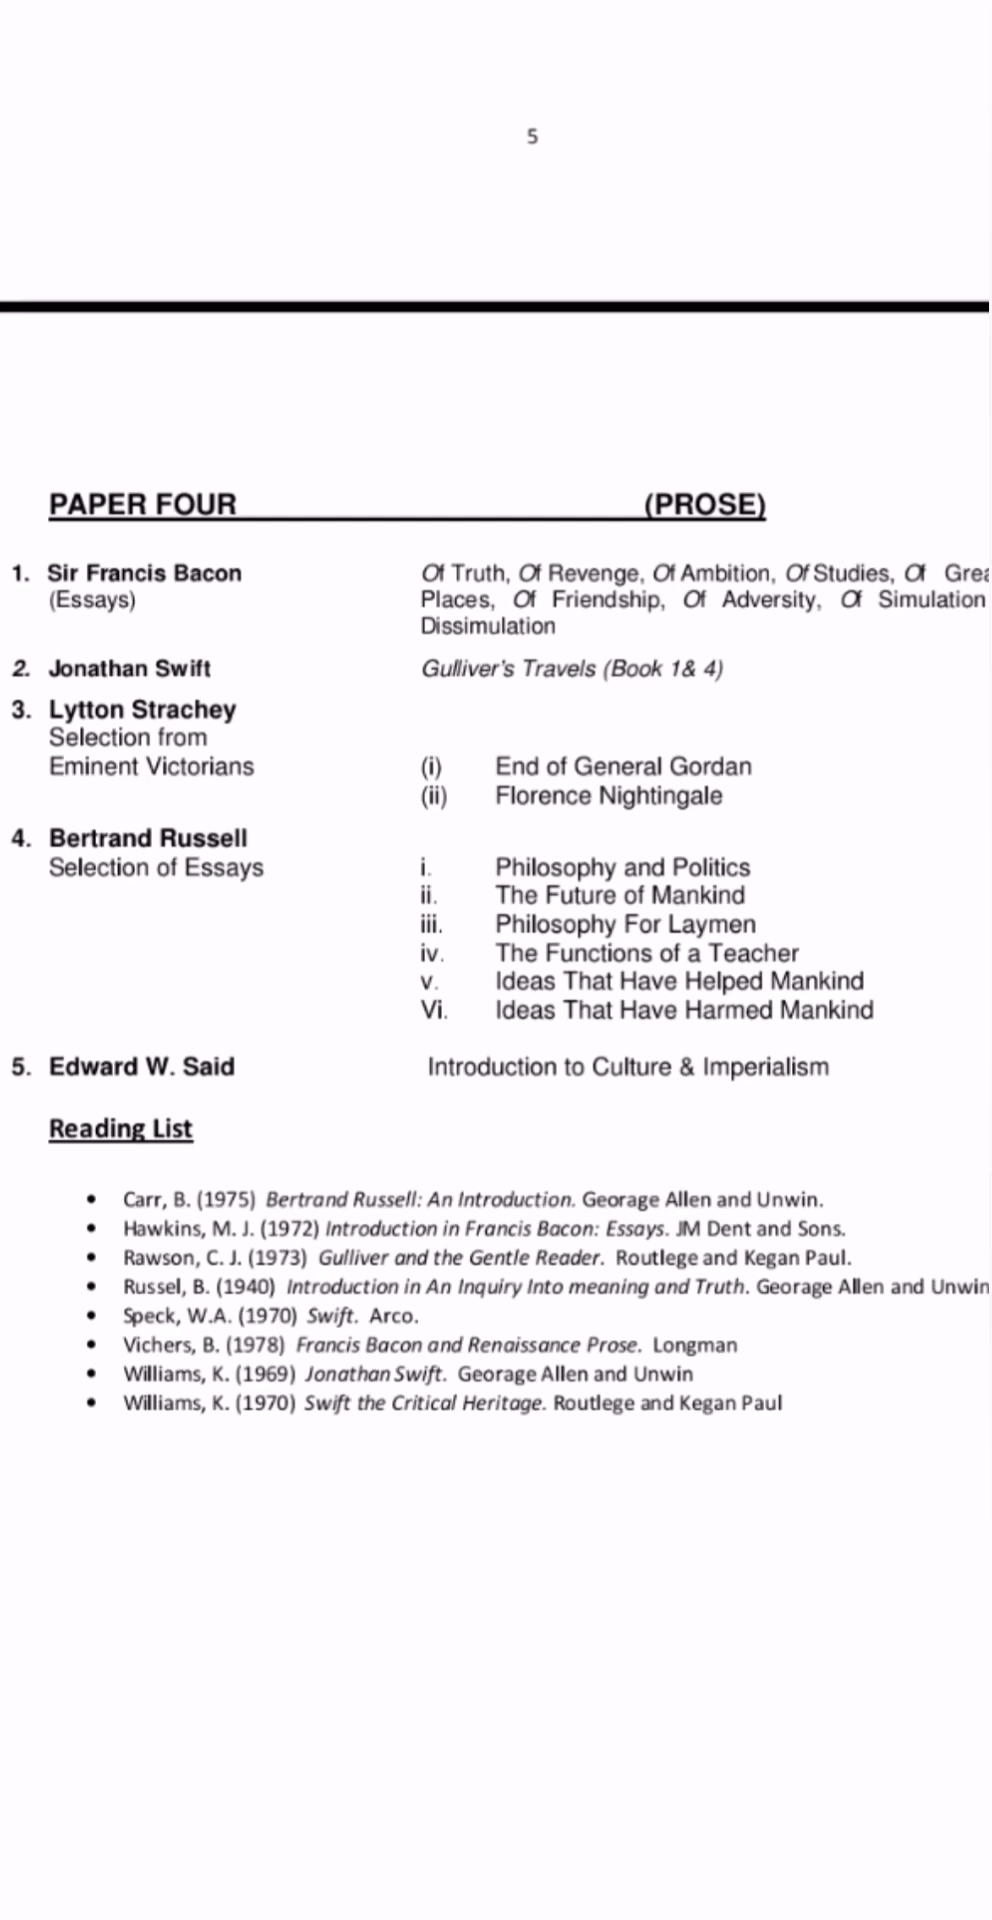 5
PAPER FOUR (PROSE)
1. Sir Francis Bacon Of Truth, Of Revenge, Of Ambition, Of Studies, Of
(Essays) Places, Of Friendship, Of Adversity, Of Simulation
Dissimulation
2. Jonathan Swift Gulliver's Travels (Book 1& 4)
3. Lytton Strachey
Selection from
Eminent Victorians (i) End of General Gordan
(ii) Florence Nightingale
4. Bertrand Russell
Selection of Essays i. Philosophy and Politics
ii. The Future of Mankind
iii. Philosophy For Laymen
iv. The Functions of a Teacher
v. Ideas That Have Helped Mankind
Vi. Ideas That Have Harmed Mankind
5. Edward W. Said Introduction to Culture & Imperialism
Reading List
• Carr, B. (1975) Bertrand Russell: An Introduction. Georage Allen and Unwin.
• Hawkins, M. J. (1972) Introduction in Francis Bacon: Essays. JM Dent and Sons.
• Rawson, C. J. (1973) Gulliver and the Gentle Reader. Routlege and Kegan Paul.
• Russel, B. (1940) Introduction in An Inquiry Into meaning and Truth. Georage Allen and Unwin
• Speck, W.A. (1970) Swift. Arco.
• Vichers, B. (1978) Francis Bacon and Renaissance Prose. Longman
• Williams, K. (1969) Jonathan Swift. Georage Allen and Unwin
• Williams, K. (1970) Swift the Critical Heritage. Routlege and Kegan Paul